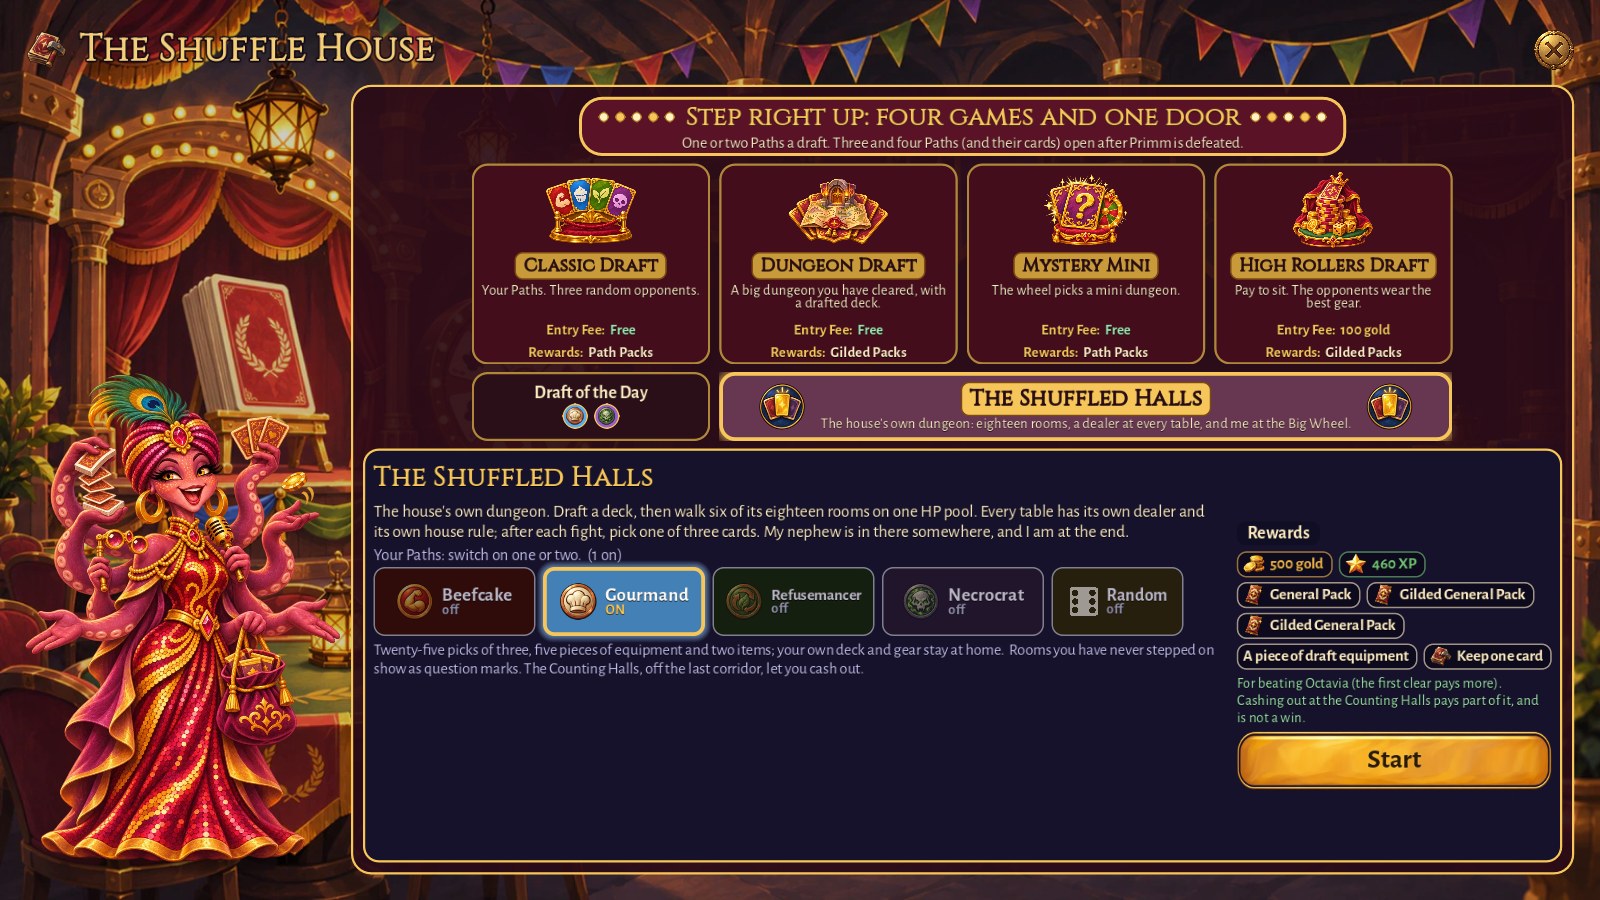 THE SHUFFLE HOUSE
STEP RIGHT UP: FOUR GAMES AND ONE DOOR
One or two Paths a draft. Three and four Paths (and their cards) open after Primm is defeated.
CLASSIC DRAFT
Your Paths. Three random opponents.
Entry Fee: Free
Rewards: Path Packs
DUNGEON DRAFT
A big dungeon you have cleared, with
a drafted deck.
Entry Fee: Free
Rewards: Gilded Packs
MYSTERY MINI
The wheel picks a mini dungeon.
Entry Fee: Free
Rewards: Path Packs
HIGH ROLLERS DRAFT
Pay to sit. The opponents wear the
best gear.
Entry Fee: 100 gold
Rewards: Gilded Packs
Draft of the Day
THE SHUFFLED HALLS
The house's own dungeon: eighteen rooms, a dealer at every table, and me at the Big Wheel.
THE SHUFFLED HALLS
The house's own dungeon. Draft a deck, then walk six of its eighteen rooms on one HP pool. Every table has its own dealer and
its own house rule; after each fight, pick one of three cards. My nephew is in there somewhere, and I am at the end.
Your Paths: switch on one or two. (1 on)
Beefcake
off
Gourmand
ON
Refusemancer
off
Necrocrat
off
Random
off
Twenty-five picks of three, five pieces of equipment and two items; your own deck and gear stay at home. Rooms you have never stepped on
show as question marks. The Counting Halls, off the last corridor, let you cash out.
Rewards
500 gold
460 XP
General Pack
Gilded General Pack
Gilded General Pack
A piece of draft equipment
Keep one card
For beating Octavia (the first clear pays more).
Cashing out at the Counting Halls pays part of it, and
is not a win.
Start